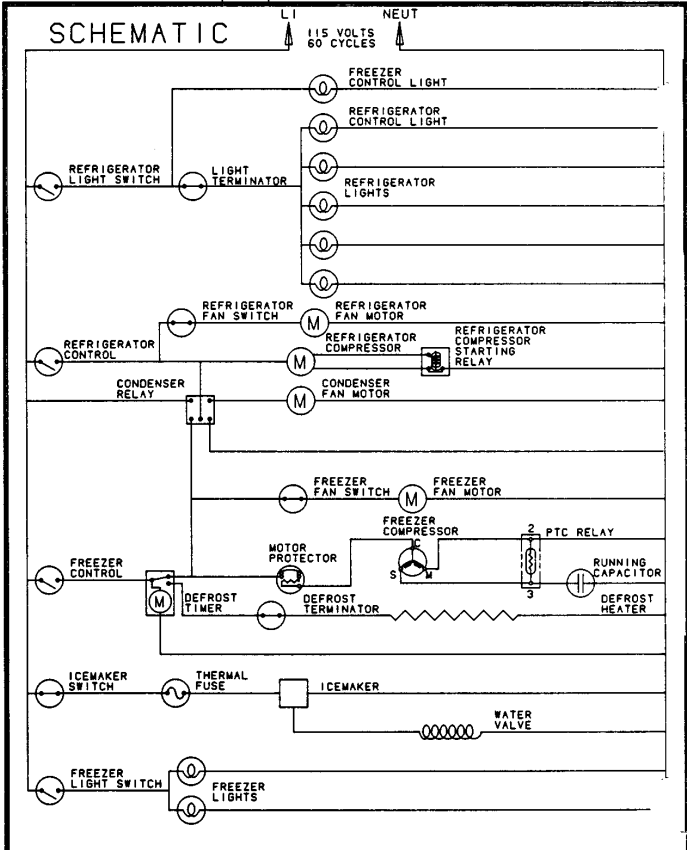 SCHEMATIC
L1
NEUT
115 VOLTS
60 CYCLES
FREEZER
CONTROL LIGHT
REFRIGERATOR
CONTROL LIGHT
REFRIGERATOR
LIGHT SWITCH
LIGHT
TERMINATOR
REFRIGERATOR
LIGHTS
REFRIGERATOR
FAN SWITCH
REFRIGERATOR
FAN MOTOR
M
REFRIGERATOR
CONTROL
REFRIGERATOR
COMPRESSOR
M
REFRIGERATOR
COMPRESSOR
STARTING
RELAY
CONDENSER
RELAY
CONDENSER
FAN MOTOR
M
FREEZER
FAN SWITCH
FREEZER
FAN MOTOR
M
FREEZER
COMPRESSOR
C
S
M
2
PTC RELAY
3
MOTOR
PROTECTOR
RUNNING
CAPACITOR
FREEZER
CONTROL
M
DEFROST
TIMER
DEFROST
TERMINATOR
DEFROST
HEATER
ICEMAKER
SWITCH
THERMAL
FUSE
ICEMAKER
WATER
VALVE
FREEZER
LIGHT SWITCH
FREEZER
LIGHTS